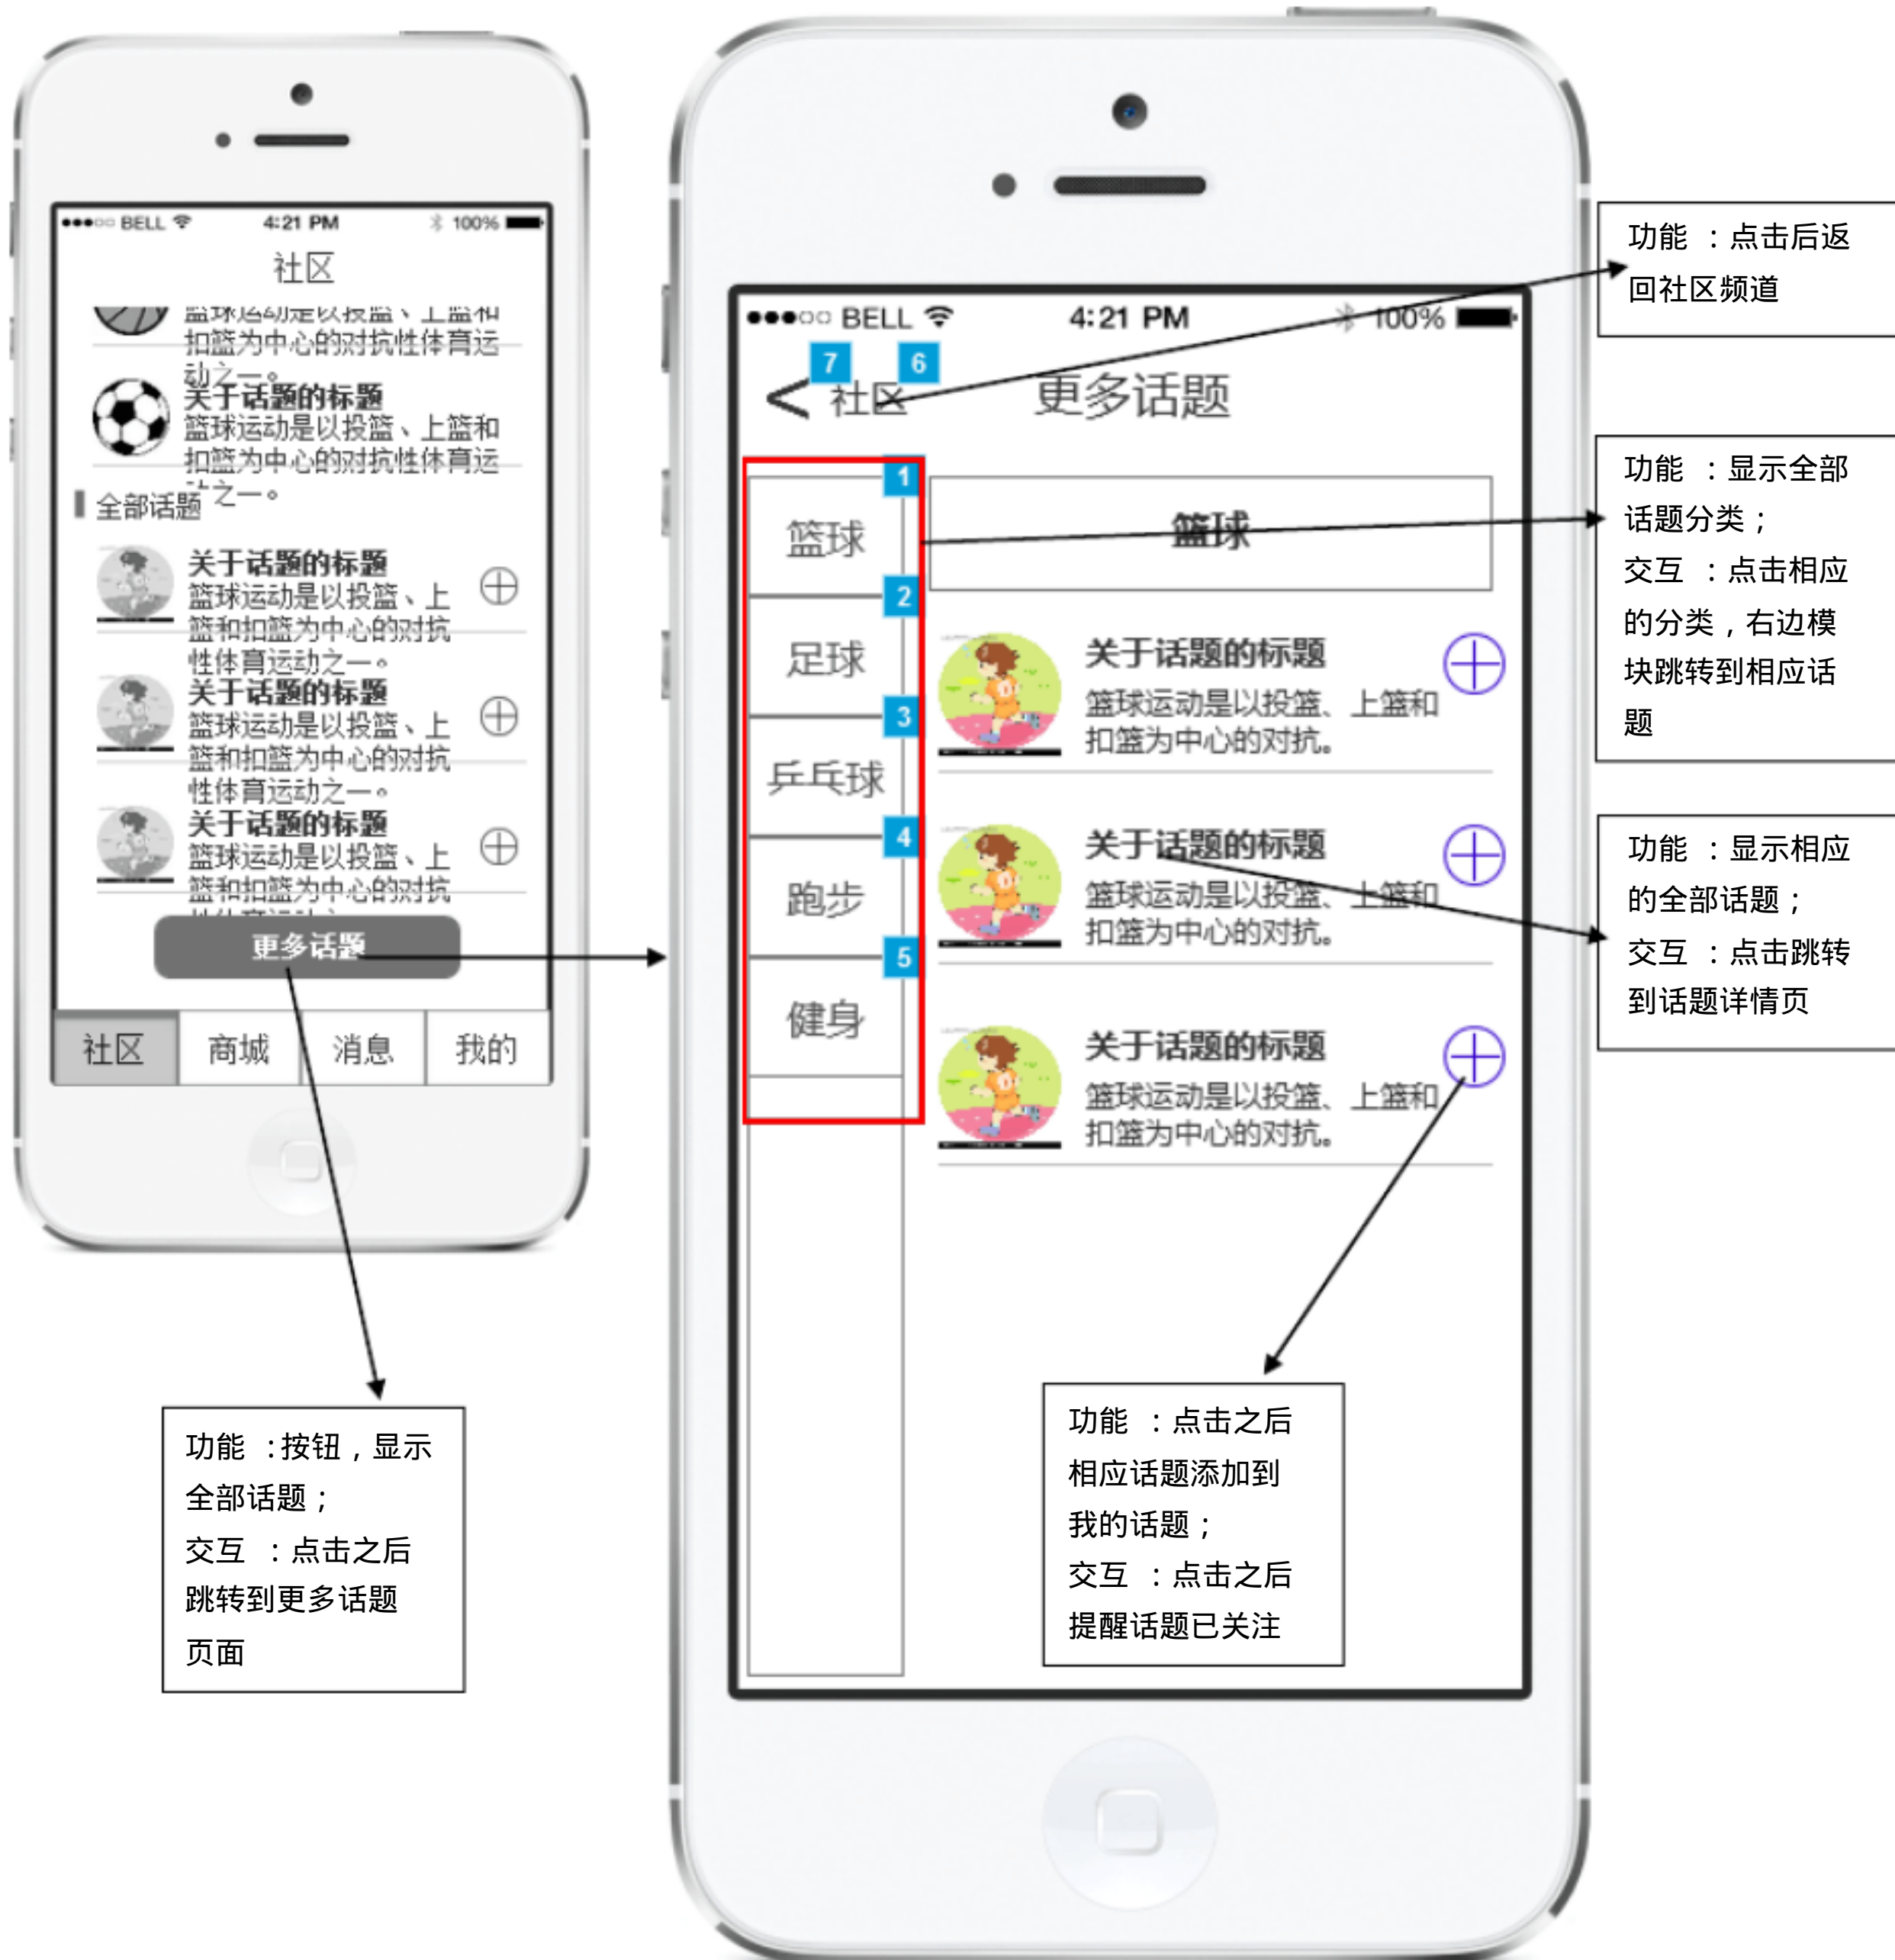 BELL
4:21 PM
100%
社区
篮球运动是以投篮、上篮和
扣篮为中心的对抗性体育运
动之一。
关于话题的标题
篮球运动是以投篮、上篮和
扣篮为中心的对抗性体育运
动之一。
全部话题
关于话题的标题
篮球运动是以投篮、上
篮和扣篮为中心的对抗
性体育运动之一。
关于话题的标题
篮球运动是以投篮、上
篮和扣篮为中心的对抗
性体育运动之一。
关于话题的标题
篮球运动是以投篮、上
篮和扣篮为中心的对抗
更多话题
社区
商城
消息
我的
功能 ：按钮，显示
全部话题；
交互 ：点击之后
跳转到更多话题
页面
BELL
4:21 PM
100%
7
6
< 社区
更多话题
1
篮球
2
足球
3
乒乓球
4
跑步
5
健身
篮球
关于话题的标题
篮球运动是以投篮、上篮和
扣篮为中心的对抗。
关于话题的标题
篮球运动是以投篮、上篮和
扣篮为中心的对抗。
关于话题的标题
篮球运动是以投篮、上篮和
扣篮为中心的对抗。
功能 ：点击之后
相应话题添加到
我的话题；
交互 ：点击之后
提醒话题已关注
功能 ：点击后返
回社区频道
功能 ：显示全部
话题分类；
交互 ：点击相应
的分类，右边模
块跳转到相应话
题
功能 ：显示相应
的全部话题；
交互 ：点击跳转
到话题详情页